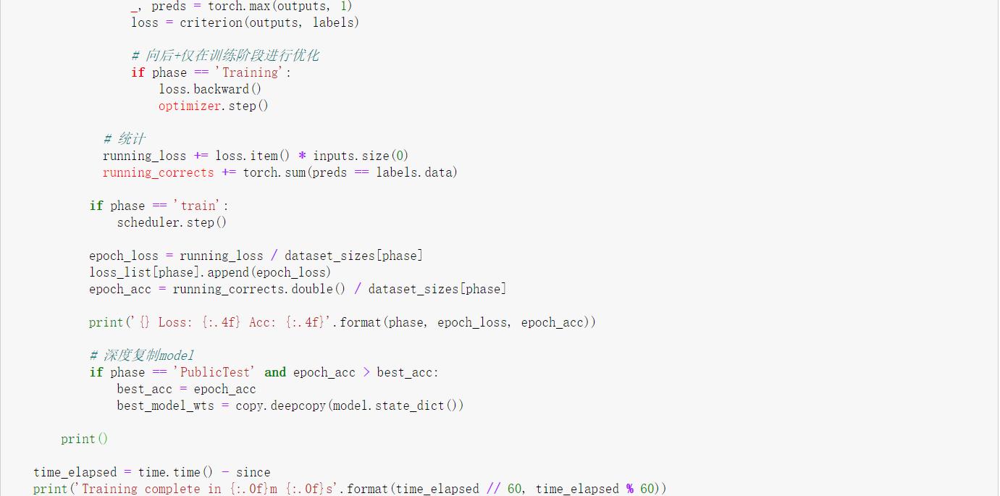 _, preds = torch.max(outputs, 1)
loss = criterion(outputs, labels)
# 向后+仅在训练阶段进行优化
if phase == 'Training':
loss.backward()
optimizer.step()
# 统计
running_loss += loss.item() * inputs.size(0)
running_corrects += torch.sum(preds == labels.data)
if phase == 'train':
scheduler.step()
epoch_loss = running_loss / dataset_sizes[phase]
loss_list[phase].append(epoch_loss)
epoch_acc = running_corrects.double() / dataset_sizes[phase]
print('{} Loss: {:.4f} Acc: {:.4f}'.format(phase, epoch_loss, epoch_acc))
# 深度复制model
if phase == 'PublicTest' and epoch_acc > best_acc:
best_acc = epoch_acc
best_model_wts = copy.deepcopy(model.state_dict())
print()
time_elapsed = time.time() - since
print('Training complete in {:.0f}m {:.0f}s'.format(time_elapsed // 60, time_elapsed % 60))